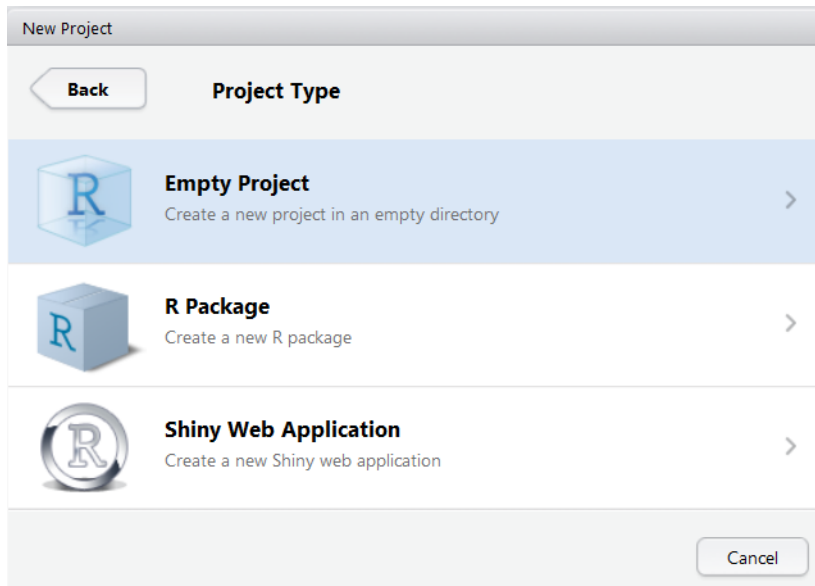 New Project
Back
Project Type
R
Empty Project
Create a new project in an empty directory
R
R Package
Create a new R package
R
Shiny Web Application
Create a new Shiny web application
Cancel